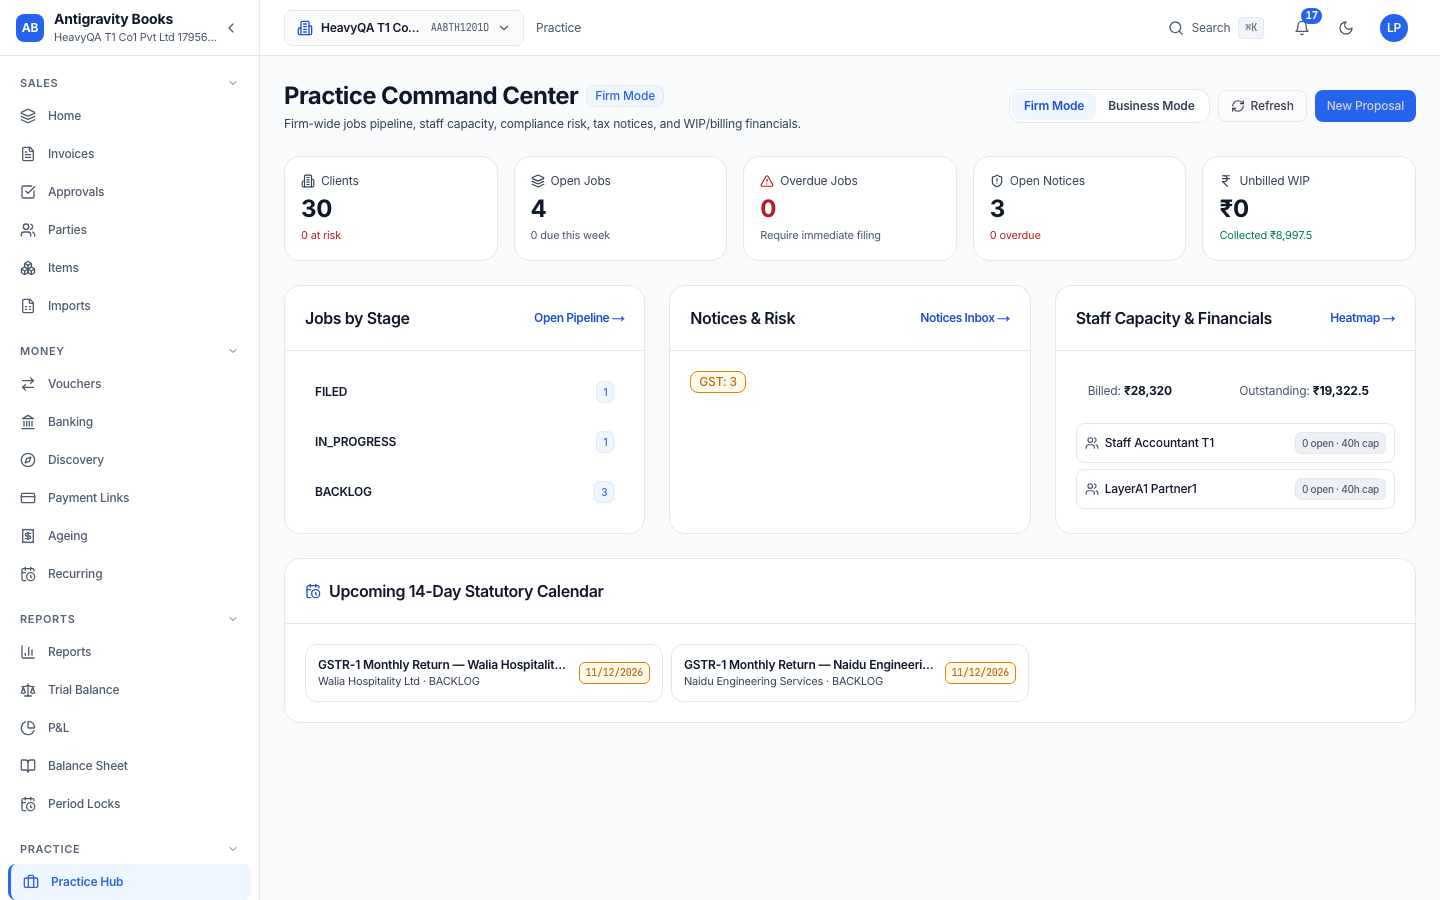 AB
Antigravity Books
HeavyQA T1 Co1 Pvt Ltd 17956...
SALES
Home
Invoices
Approvals
Parties
Items
Imports
MONEY
Vouchers
Banking
Discovery
Payment Links
Ageing
Recurring
REPORTS
Reports
Trial Balance
P&L
Balance Sheet
Period Locks
PRACTICE
Practice Hub
HeavyQA T1 Co... AABTH1201D
Practice
Search ⌘K
17
LP
Practice Command Center Firm Mode
Firm-wide jobs pipeline, staff capacity, compliance risk, tax notices, and WIP/billing financials.
Firm Mode Business Mode Refresh New Proposal
Clients
30
0 at risk
Open Jobs
4
0 due this week
Overdue Jobs
0
Require immediate filing
Open Notices
3
0 overdue
₹ Unbilled WIP
₹0
Collected ₹8,997.5
Jobs by Stage Open Pipeline →
FILED 1
IN_PROGRESS 1
BACKLOG 3
Notices & Risk Notices Inbox →
GST: 3
Staff Capacity & Financials Heatmap →
Billed: ₹28,320 Outstanding: ₹19,322.5
Staff Accountant T1 0 open · 40h cap
LayerA1 Partner1 0 open · 40h cap
Upcoming 14-Day Statutory Calendar
GSTR-1 Monthly Return — Walia Hospitalit... 11/12/2026
Walia Hospitality Ltd · BACKLOG
GSTR-1 Monthly Return — Naidu Engineeri... 11/12/2026
Naidu Engineering Services · BACKLOG